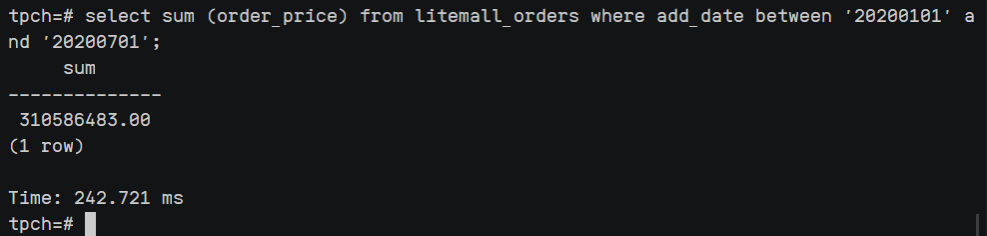 tpch=# select sum (order_price) from litemall_orders where add_date between '20200101' a
nd '20200701';
     sum
--------------
 310586483.00
(1 row)

Time: 242.721 ms
tpch=#